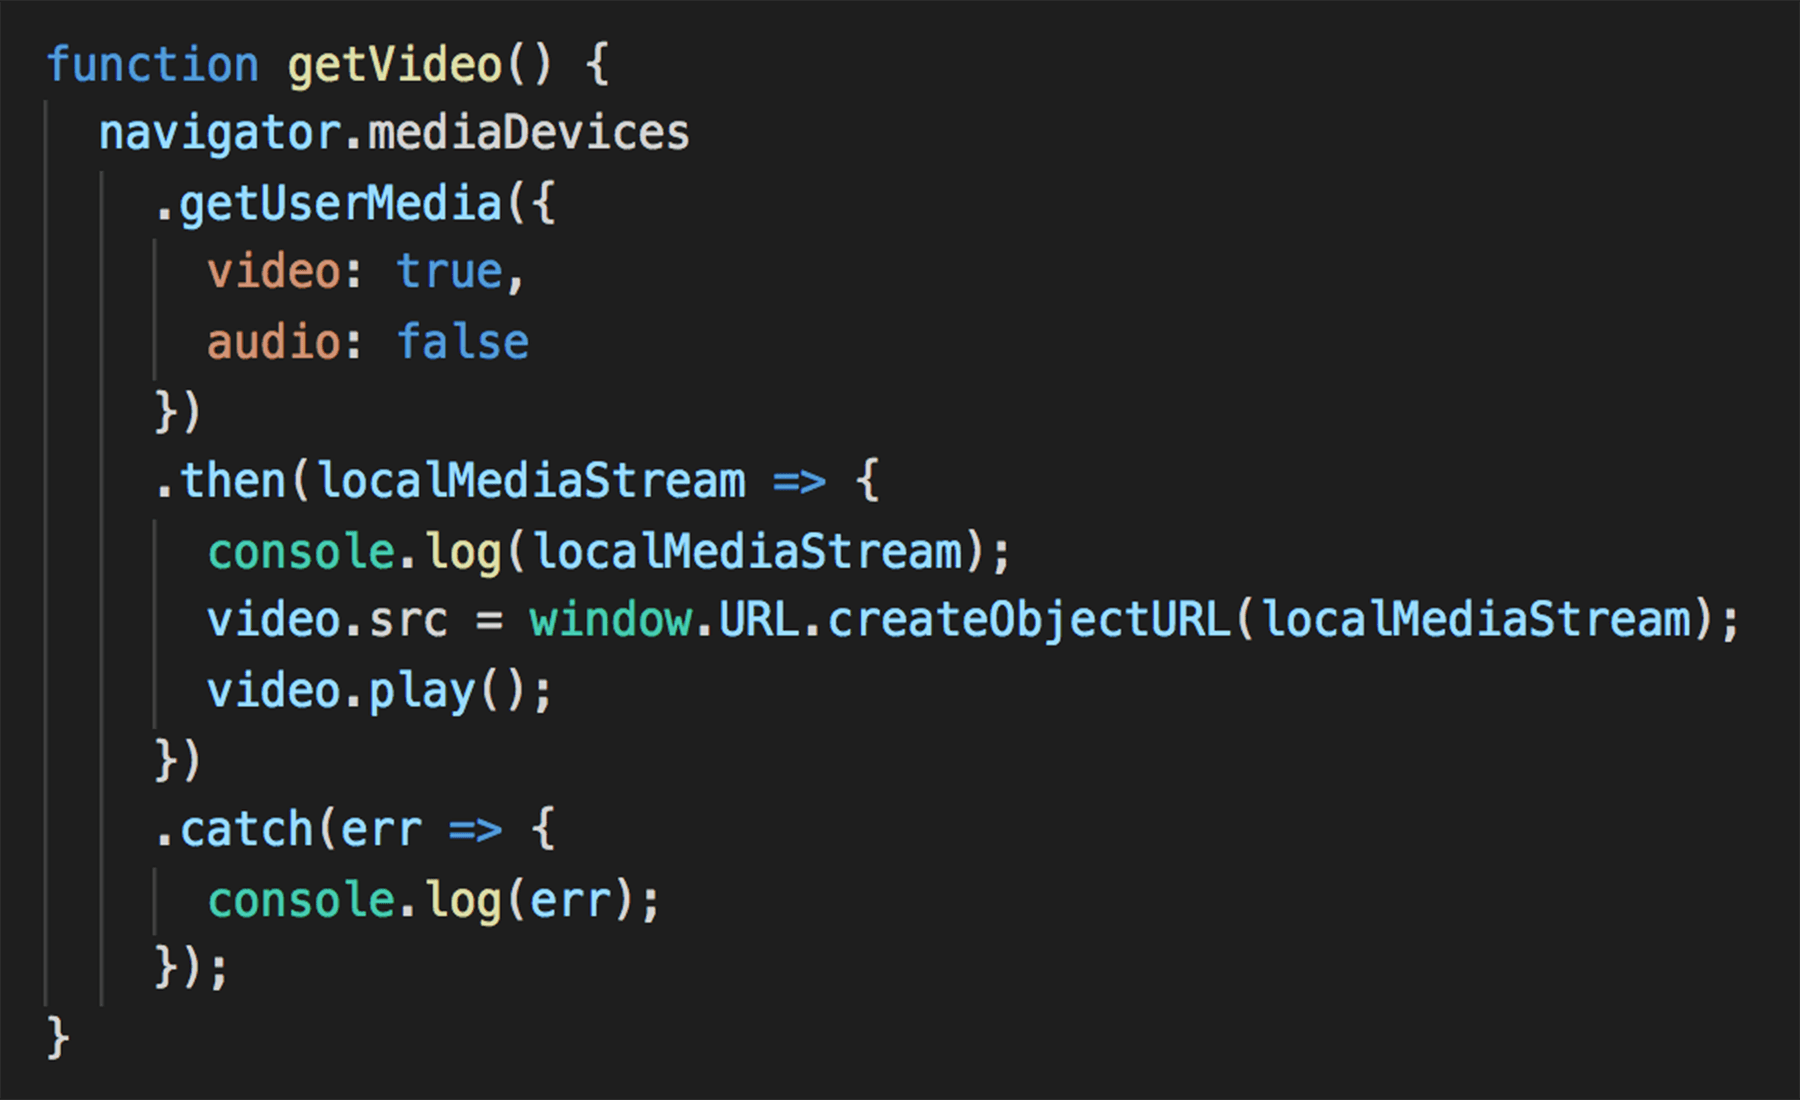 function getVideo() {
  navigator.mediaDevices
    .getUserMedia({
      video: true,
      audio: false
    })
    .then(localMediaStream => {
      console.log(localMediaStream);
      video.src = window.URL.createObjectURL(localMediaStream);
      video.play();
    })
    .catch(err => {
      console.log(err);
    });
}